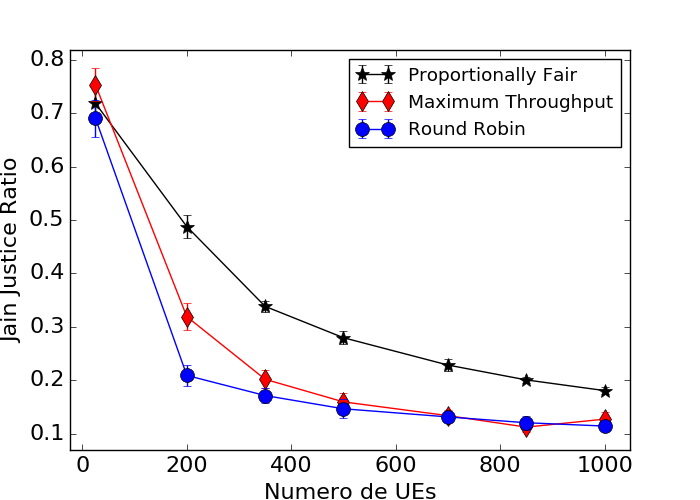 0.8
0.7
0.6
0.5
0.4
0.3
0.2
0.1
Jain Justice Ratio
Proportionally Fair
Maximum Throughput
Round Robin
0
200
400
600
800
1000
Numero de UEs